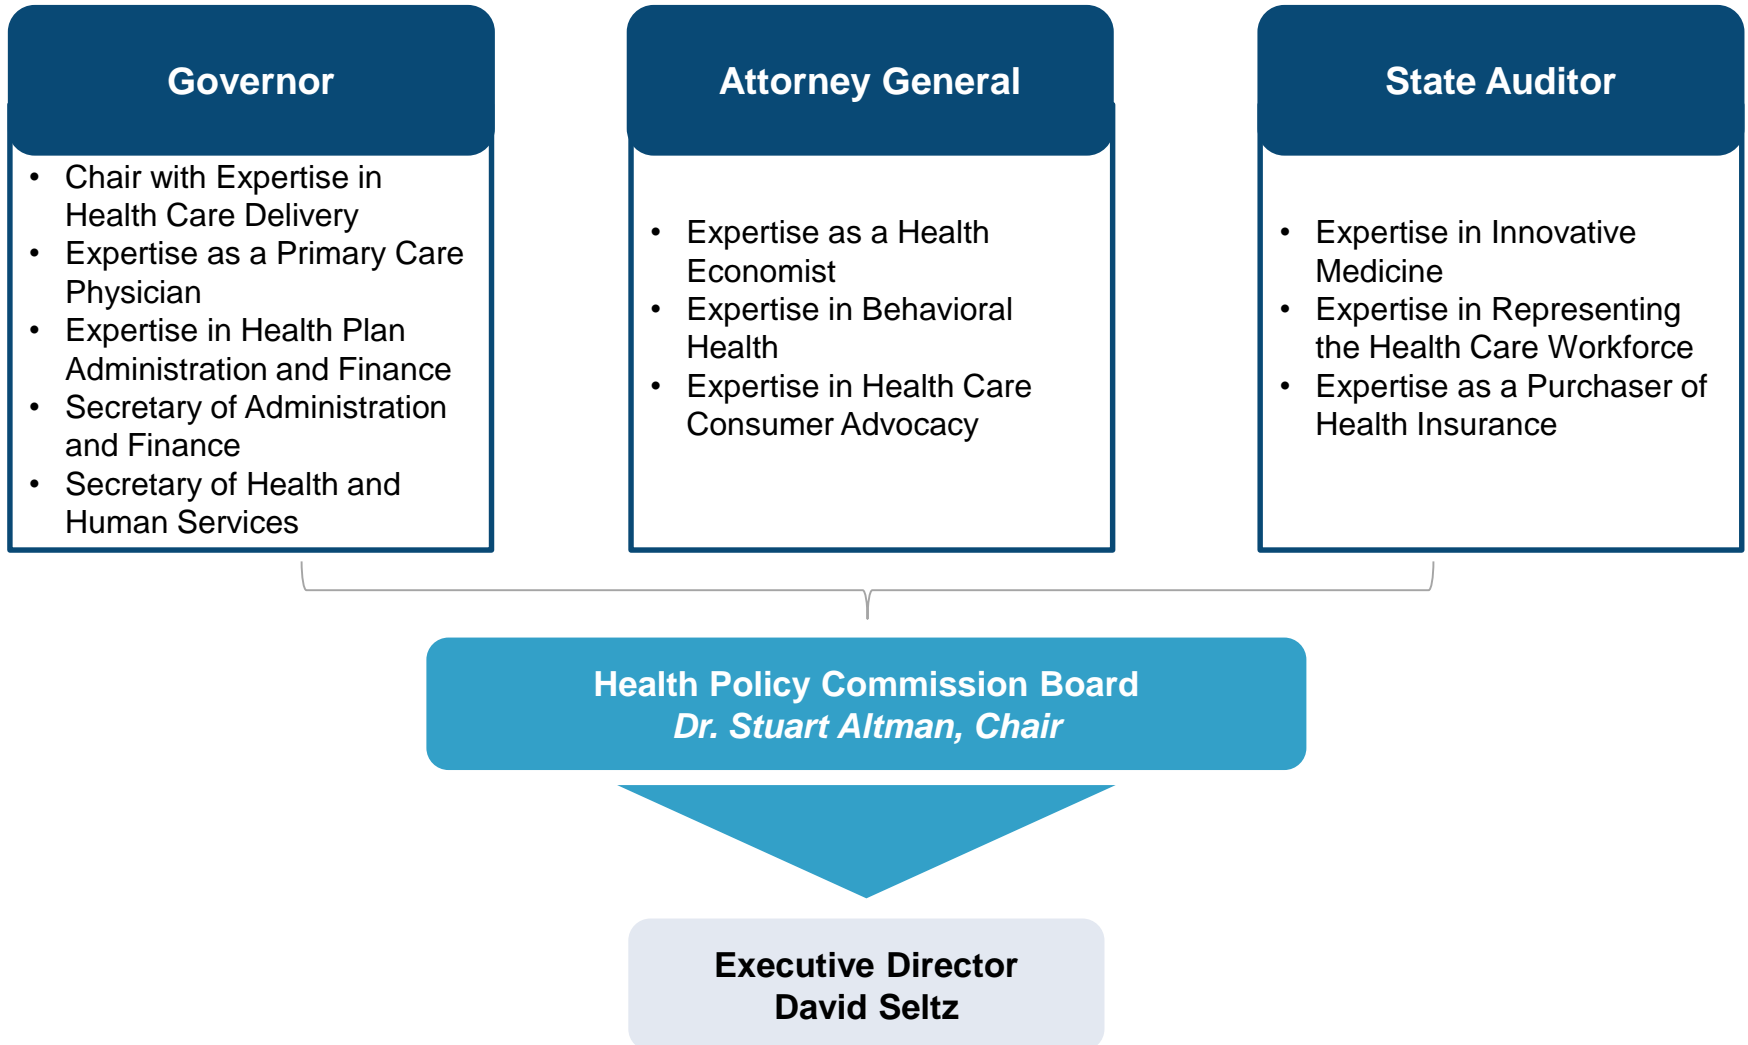 Governor
• Chair with Expertise in
Health Care Delivery
• Expertise as a Primary Care
Physician
• Expertise in Health Plan
Administration and Finance
• Secretary of Administration
and Finance
• Secretary of Health and
Human Services
Attorney General
• Expertise as a Health
Economist
• Expertise in Behavioral
Health
• Expertise in Health Care
Consumer Advocacy
State Auditor
• Expertise in Innovative
Medicine
• Expertise in Representing
the Health Care Workforce
• Expertise as a Purchaser of
Health Insurance
Health Policy Commission Board
Dr. Stuart Altman, Chair
Executive Director
David Seltz